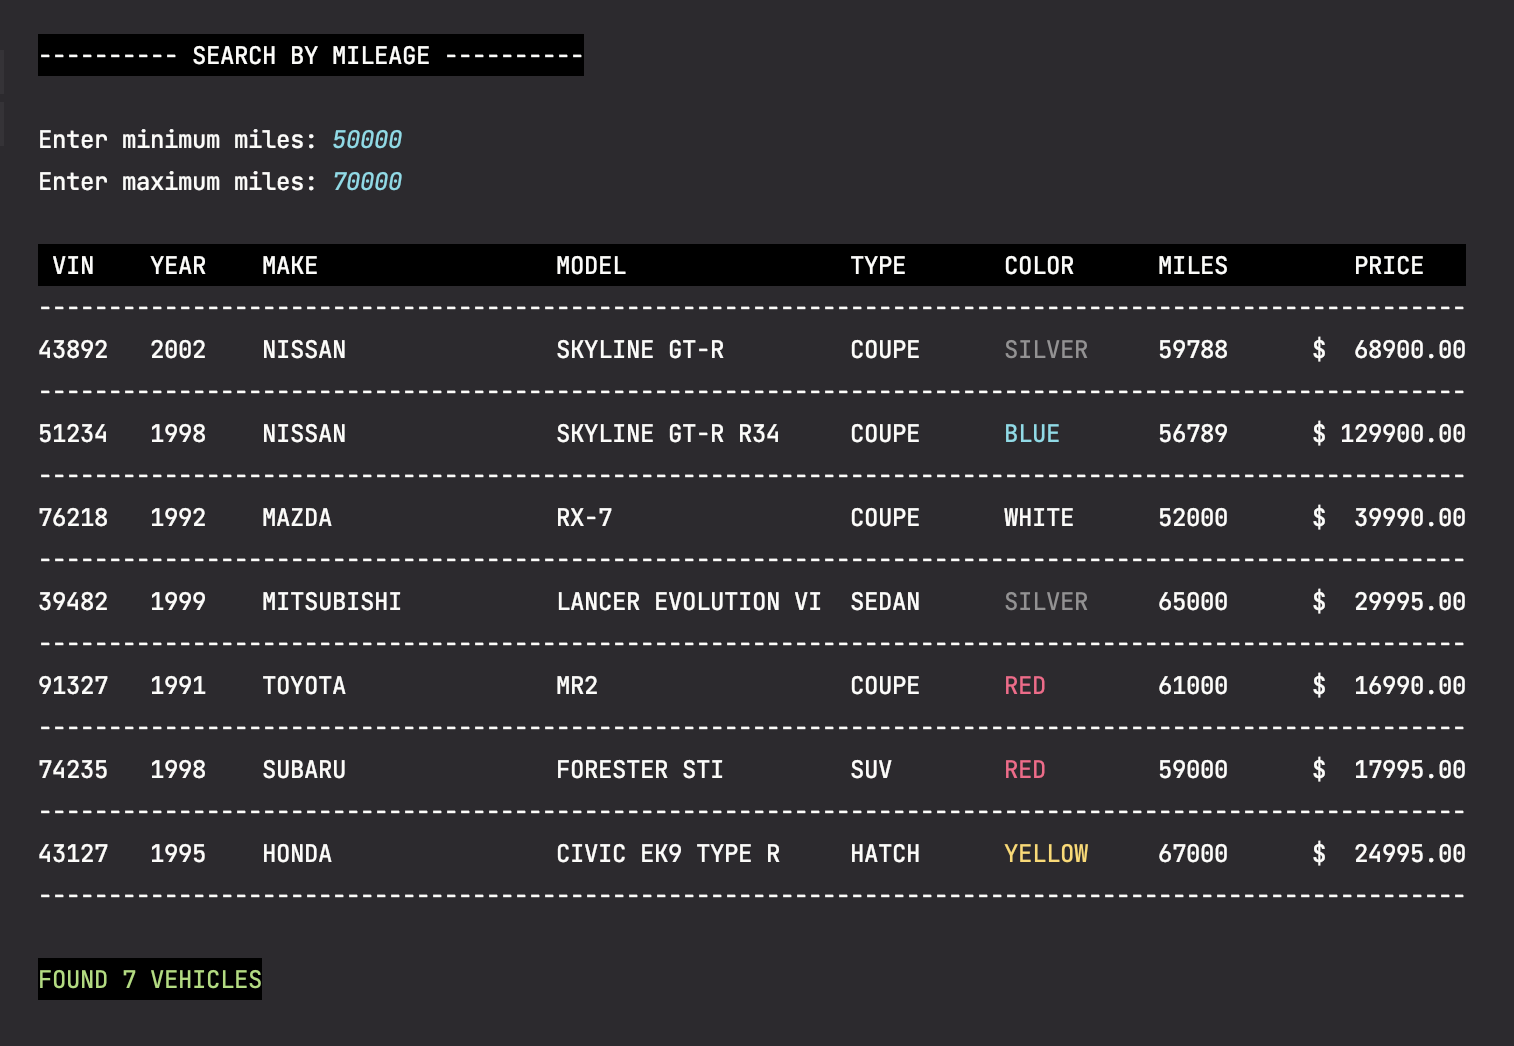 ---------- SEARCH BY MILEAGE ----------
Enter minimum miles: 50000
Enter maximum miles: 70000
VIN    YEAR    MAKE                 MODEL                TYPE       COLOR      MILES         PRICE
------------------------------------------------------------------------------------------------------
43892   2002    NISSAN               SKYLINE GT-R         COUPE      SILVER     59788      $  68900.00
------------------------------------------------------------------------------------------------------
51234   1998    NISSAN               SKYLINE GT-R R34     COUPE      BLUE       56789      $ 129900.00
------------------------------------------------------------------------------------------------------
76218   1992    MAZDA                RX-7                 COUPE      WHITE      52000      $  39990.00
------------------------------------------------------------------------------------------------------
39482   1999    MITSUBISHI           LANCER EVOLUTION VI  SEDAN      SILVER     65000      $  29995.00
------------------------------------------------------------------------------------------------------
91327   1991    TOYOTA               MR2                  COUPE      RED        61000      $  16990.00
------------------------------------------------------------------------------------------------------
74235   1998    SUBARU               FORESTER STI         SUV        RED        59000      $  17995.00
------------------------------------------------------------------------------------------------------
43127   1995    HONDA                CIVIC EK9 TYPE R     HATCH      YELLOW     67000      $  24995.00
------------------------------------------------------------------------------------------------------
FOUND 7 VEHICLES